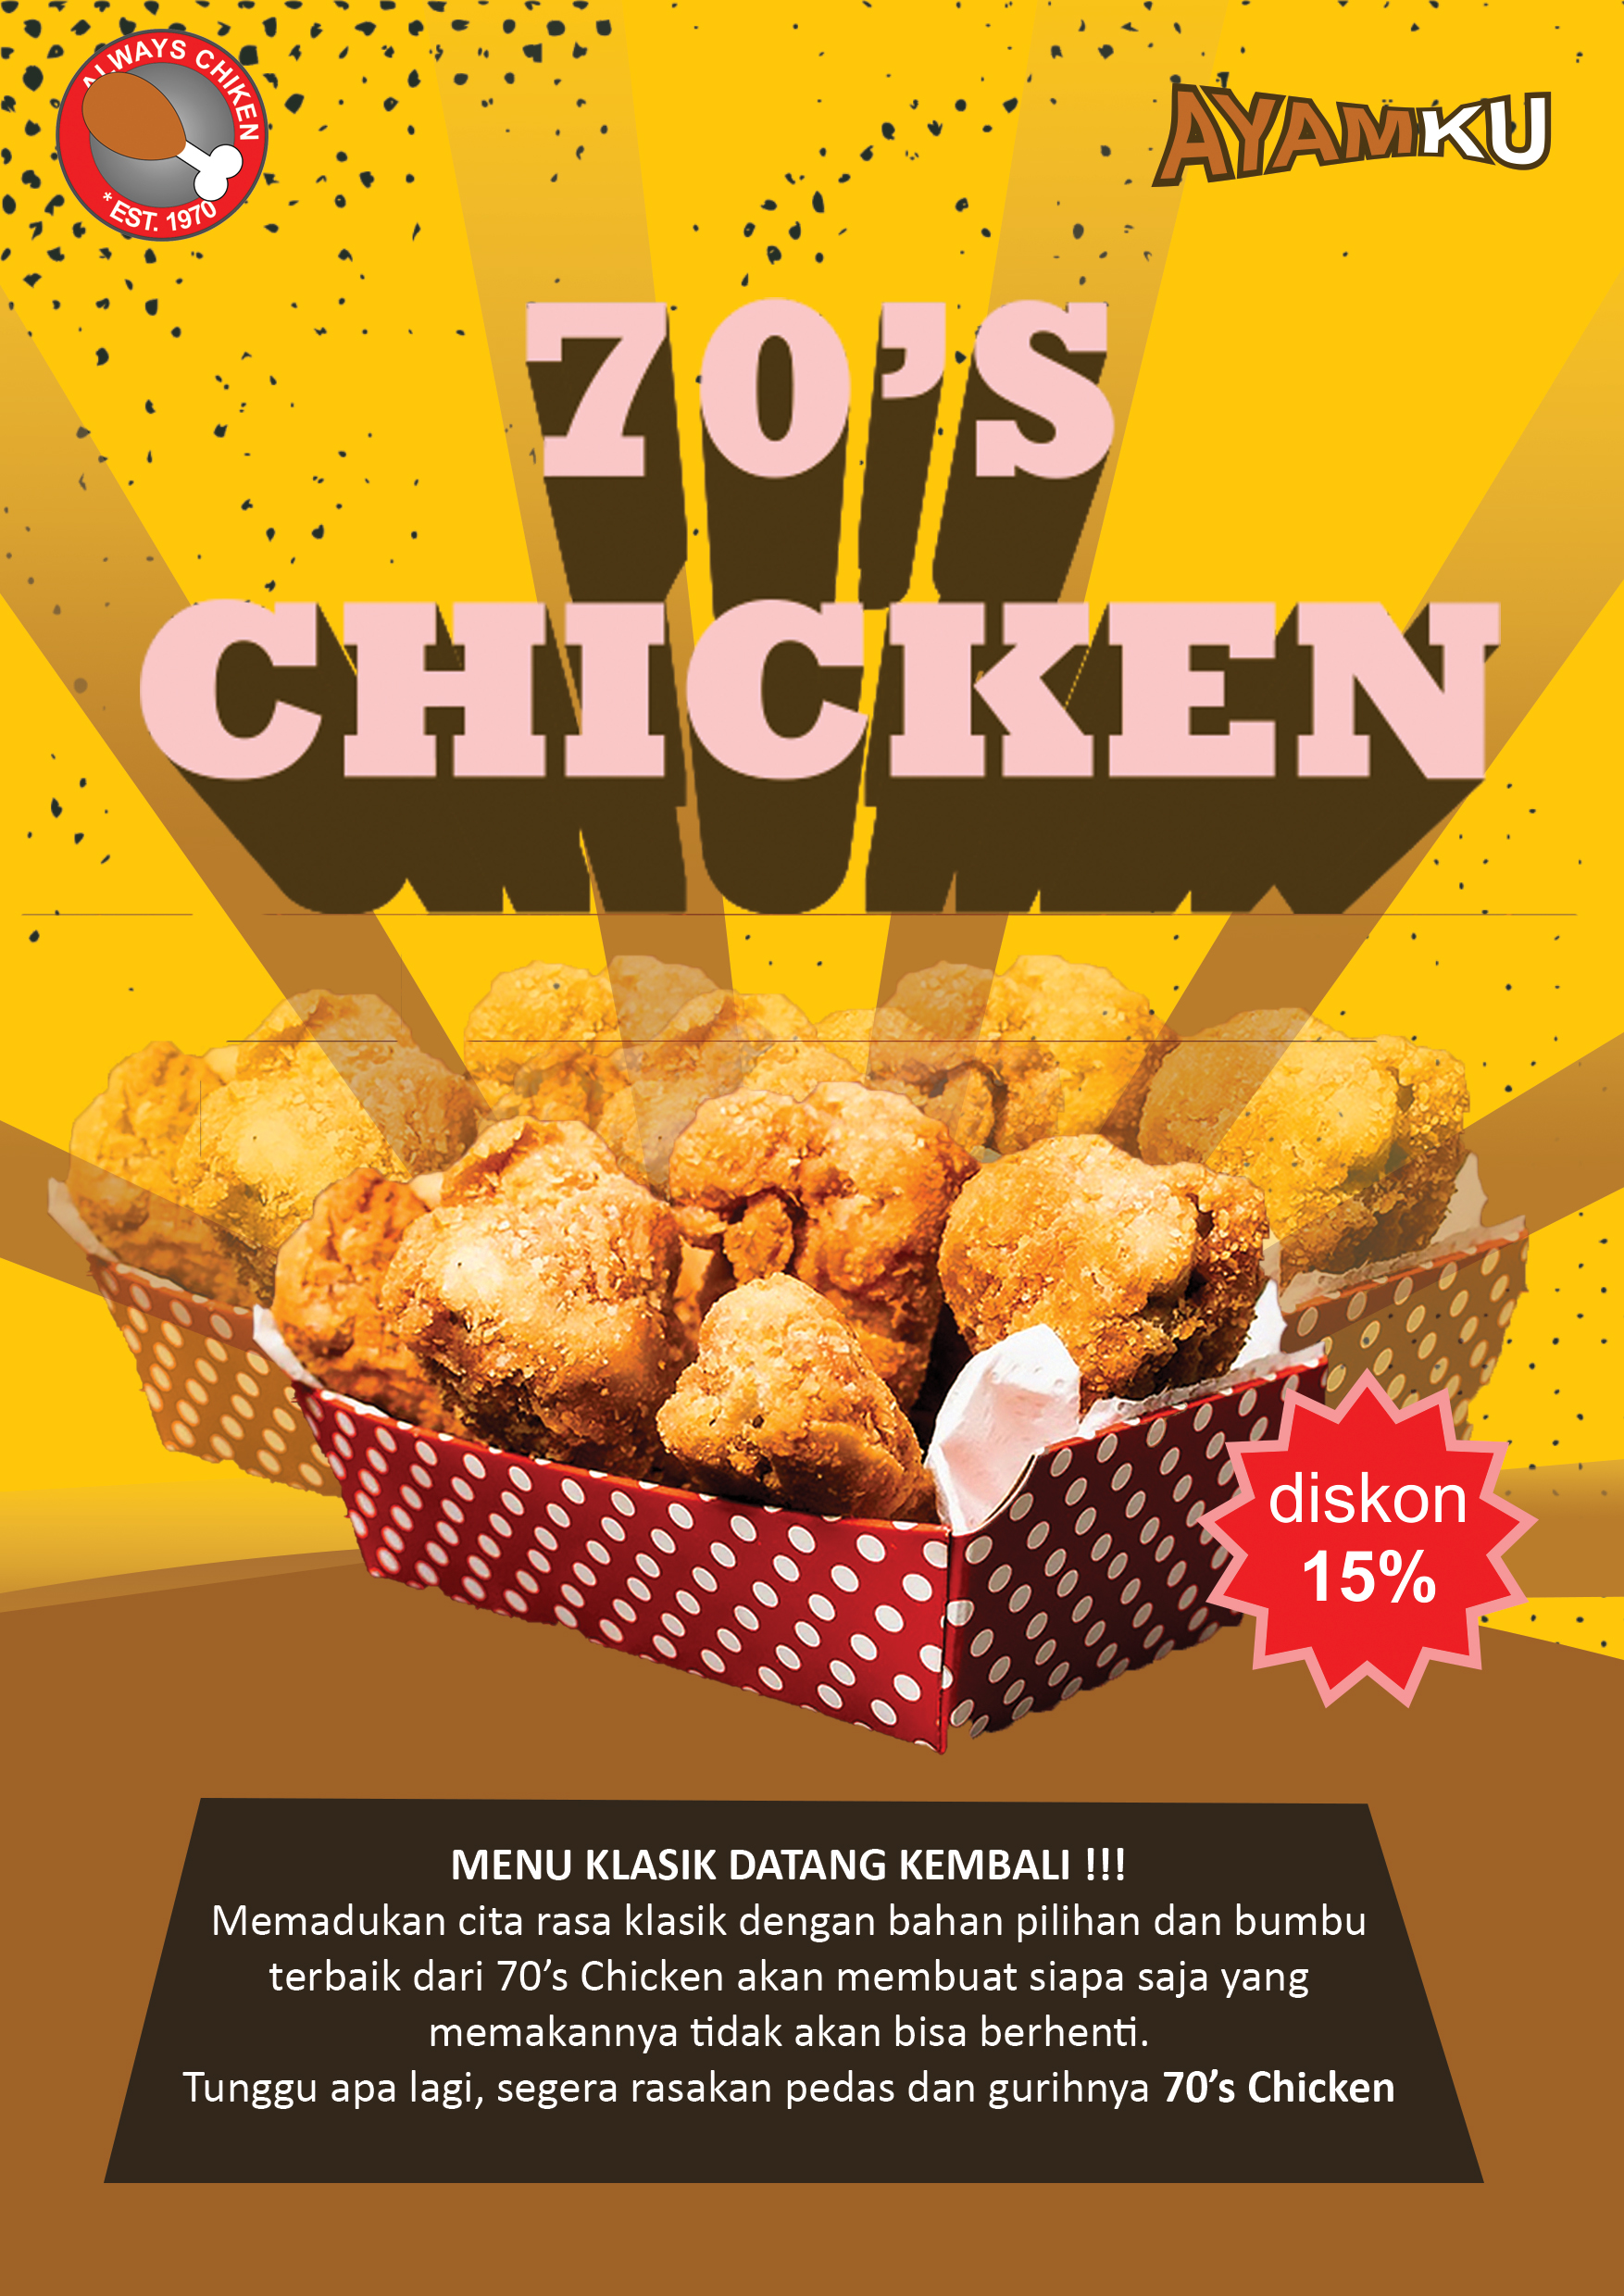 ALWAYS CHIKEN
* EST. 1970
AYAMKU
70'S
CHICKEN
diskon
15%
MENU KLASIK DATANG KEMBALI !!!
Memadukan cita rasa klasik dengan bahan pilihan dan bumbu
terbaik dari 70’s Chicken akan membuat siapa saja yang
memakannya tidak akan bisa berhenti.
Tunggu apa lagi, segera rasakan pedas dan gurihnya 70’s Chicken